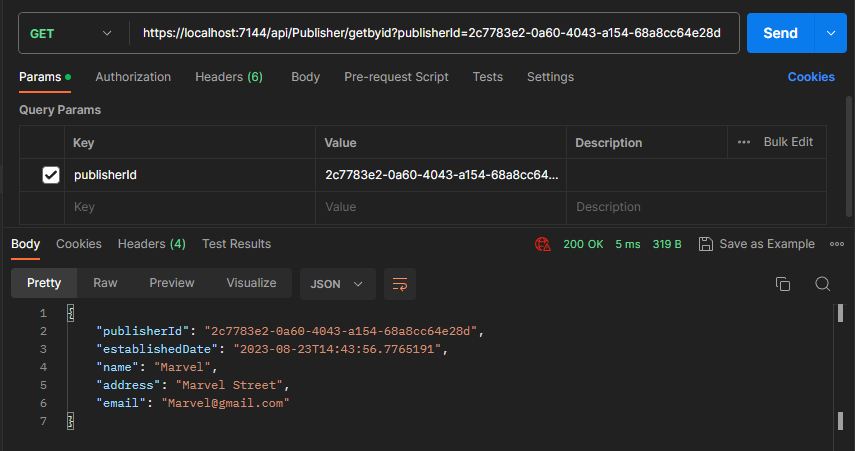 GET https://localhost:7144/api/Publisher/getbyid?publisherId=2c7783e2-0a60-4043-a154-68a8cc64e28d Send
Params Authorization Headers (6) Body Pre-request Script Tests Settings Cookies
Query Params
Key Value Description ••• Bulk Edit
publisherId 2c7783e2-0a60-4043-a154-68a8cc64...
Key Value Description
Body Cookies Headers (4) Test Results 200 OK 5 ms 319 B Save as Example
Pretty Raw Preview Visualize JSON
1 {
2 "publisherId": "2c7783e2-0a60-4043-a154-68a8cc64e28d",
3 "establishedDate": "2023-08-23T14:43:56.7765191",
4 "name": "Marvel",
5 "address": "Marvel Street",
6 "email": "Marvel@gmail.com"
7 }